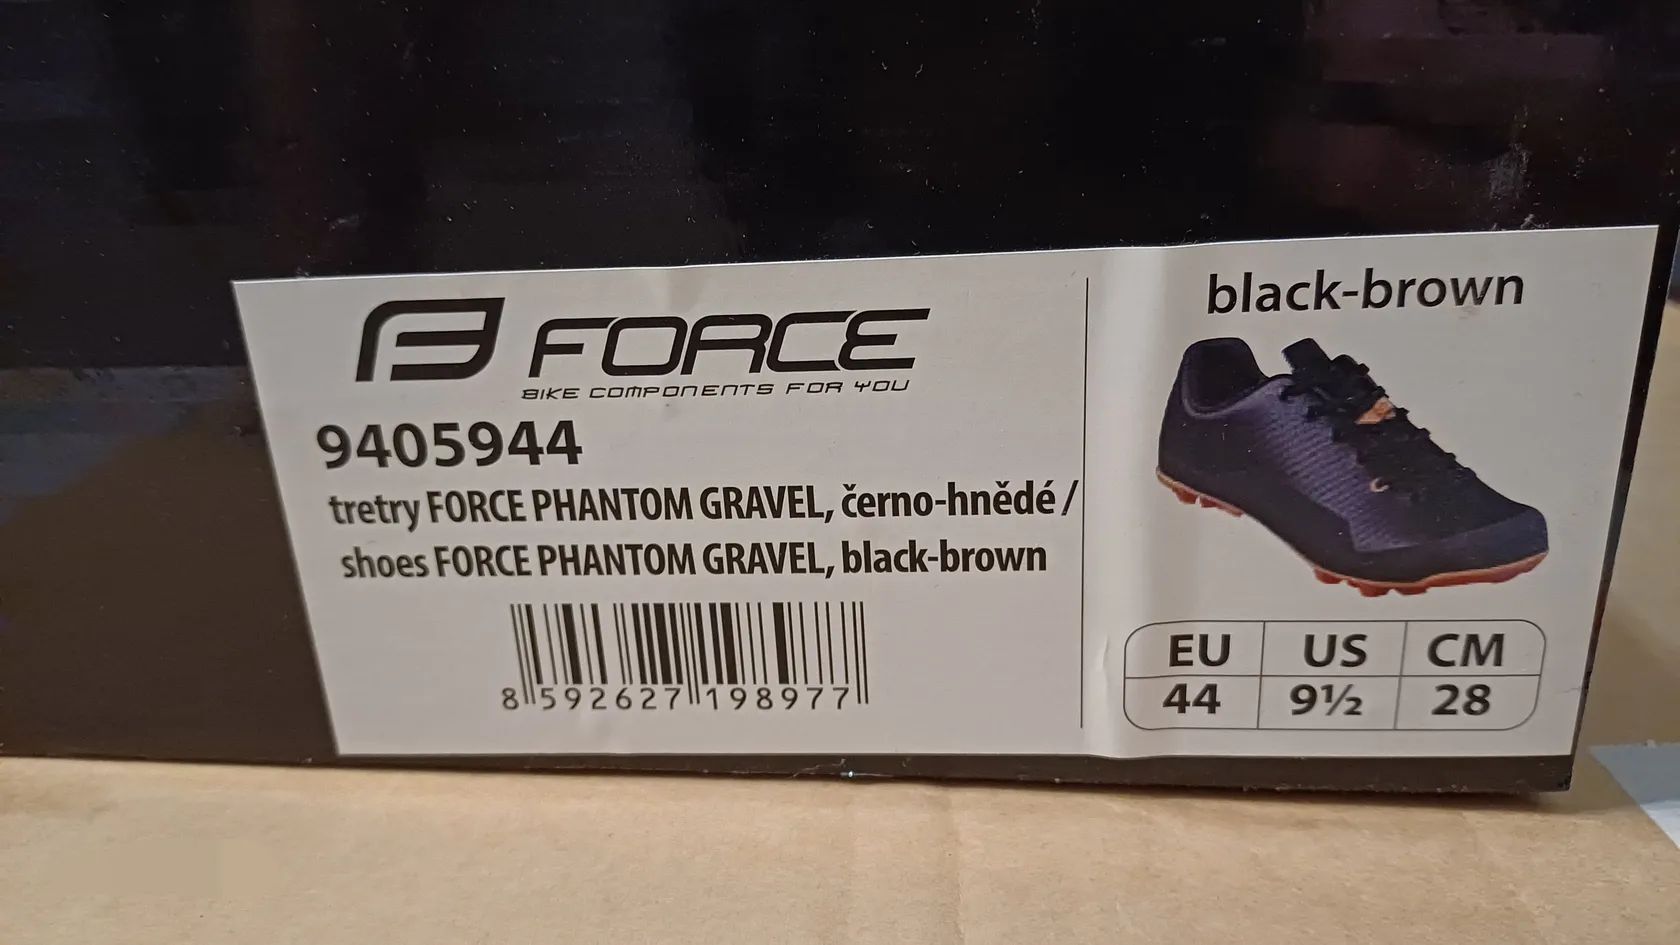 FORCE
BIKE COMPONENTS FOR YOU
9405944
tretry FORCE PHANTOM GRAVEL, černo-hnědé /
shoes FORCE PHANTOM GRAVEL, black-brown
8 592627 198977
black-brown
EU US CM
44 9½ 28